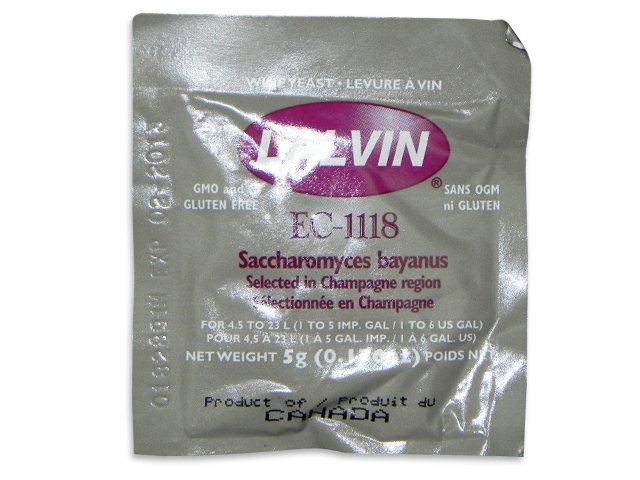 WINE YEAST • LEVURE À VIN
LALVIN®
GMO and
GLUTEN FREE
SANS OGM
ni GLUTEN
EC-1118
Saccharomyces bayanus
Selected in Champagne region
Sélectionnée en Champagne
FOR 4.5 TO 23 L (1 TO 5 IMP. GAL / 1 TO 6 US GAL)
POUR 4,5 À 23 L (1 À 5 GAL. IMP. / 1 À 6 GAL. US)
NET WEIGHT 5g POIDS NET
Product of / Produit du
CANADA
EXP 02 2015